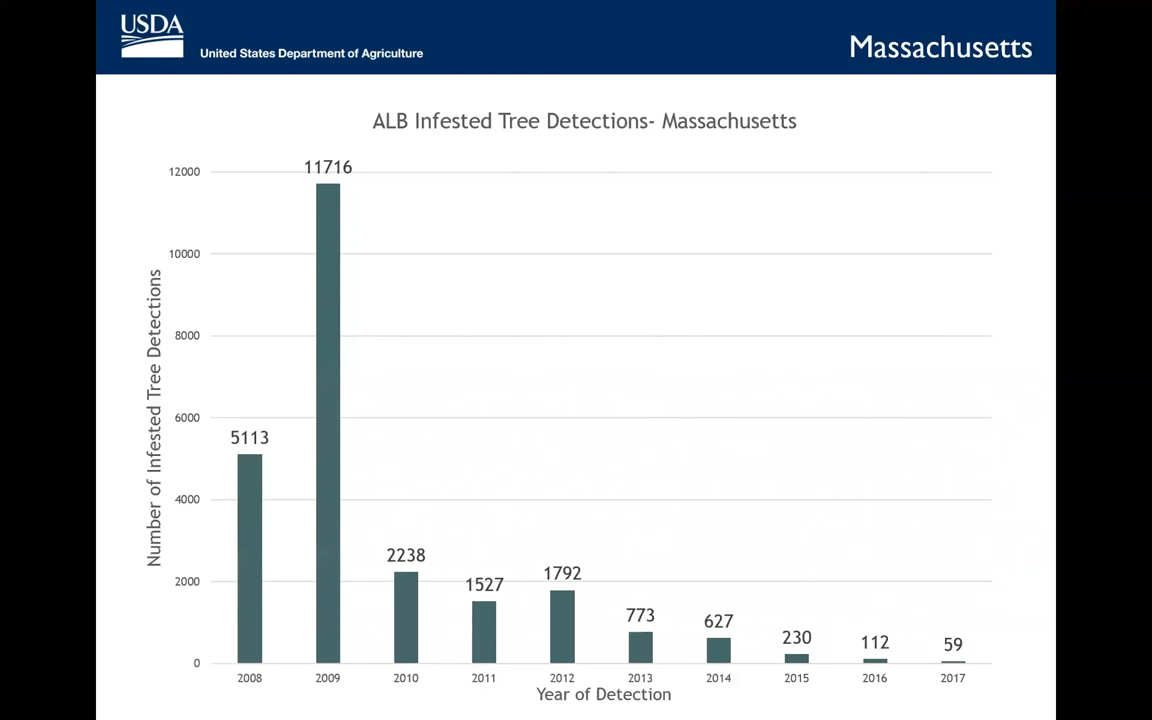 USDA
United States Department of Agriculture
Massachusetts
ALB Infested Tree Detections- Massachusetts
Number of Infested Tree Detections
12000
10000
8000
6000
4000
2000
0
5113
11716
2238
1527
1792
773
627
230
112
59
2008 2009 2010 2011 2012 2013 2014 2015 2016 2017
Year of Detection